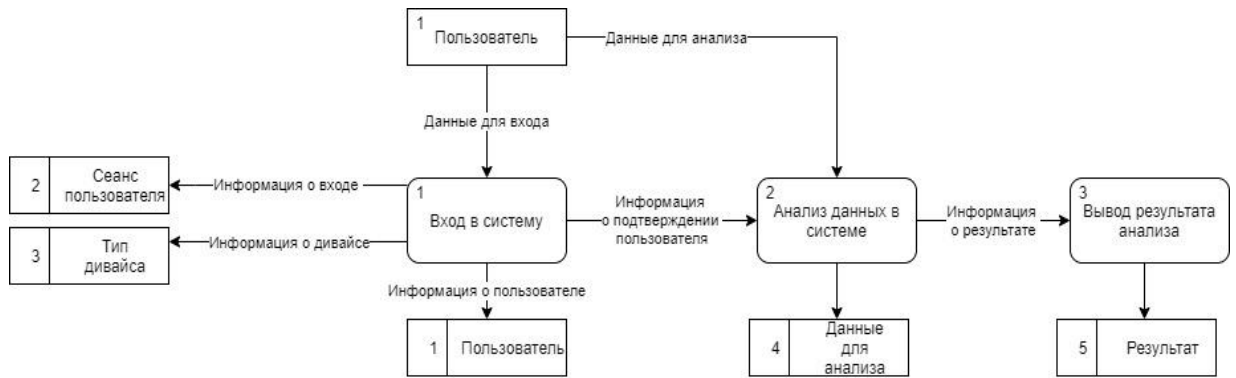 1
Пользователь
Данные для анализа
Данные для входа
2
Сеанс
пользователя
Информация о входе
1
Вход в систему
Информация
о подтверждении
пользователя
2
Анализ данных в
системе
Информация
о результате
3
Вывод результата
анализа
3
Тип
дивайса
Информация о дивайсе
Информация о пользователе
1
Пользователь
4
Данные
для
анализа
5
Результат